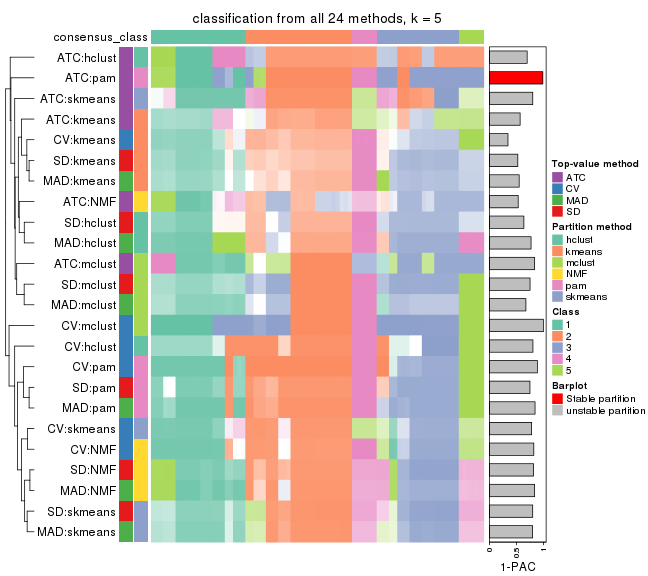 classification from all 24 methods, k = 5
consensus_class
ATC:hclust
ATC:pam
ATC:skmeans
ATC:kmeans
CV:kmeans
SD:kmeans
MAD:kmeans
ATC:NMF
SD:hclust
MAD:hclust
ATC:mclust
SD:mclust
MAD:mclust
CV:mclust
CV:hclust
CV:pam
SD:pam
MAD:pam
CV:skmeans
CV:NMF
SD:NMF
MAD:NMF
SD:skmeans
MAD:skmeans
0
0.5
1
1-PAC
Top-value method
ATC
CV
MAD
SD
Partition method
hclust
kmeans
mclust
NMF
pam
skmeans
Class
1
2
3
4
5
Barplot
Stable partition
unstable partition